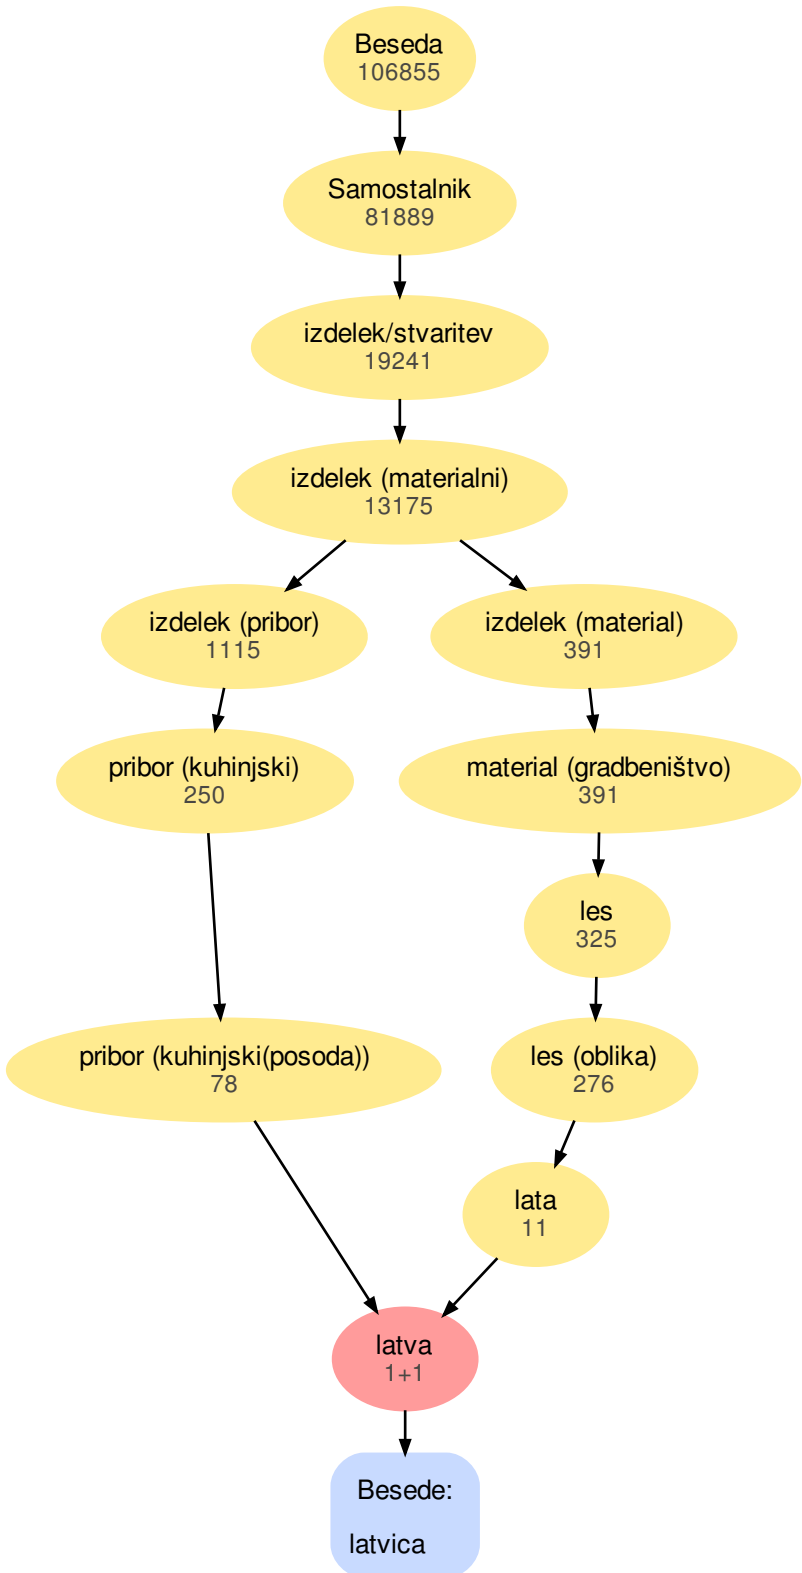 Beseda
106855
Samostalnik
81889
izdelek/stvaritev
19241
izdelek (materialni)
13175
izdelek (pribor)
1115
izdelek (material)
391
pribor (kuhinjski)
250
material (gradbeništvo)
391
les
325
pribor (kuhinjski(posoda))
78
les (oblika)
276
lata
11
latva
1+1
Besede:
latvica